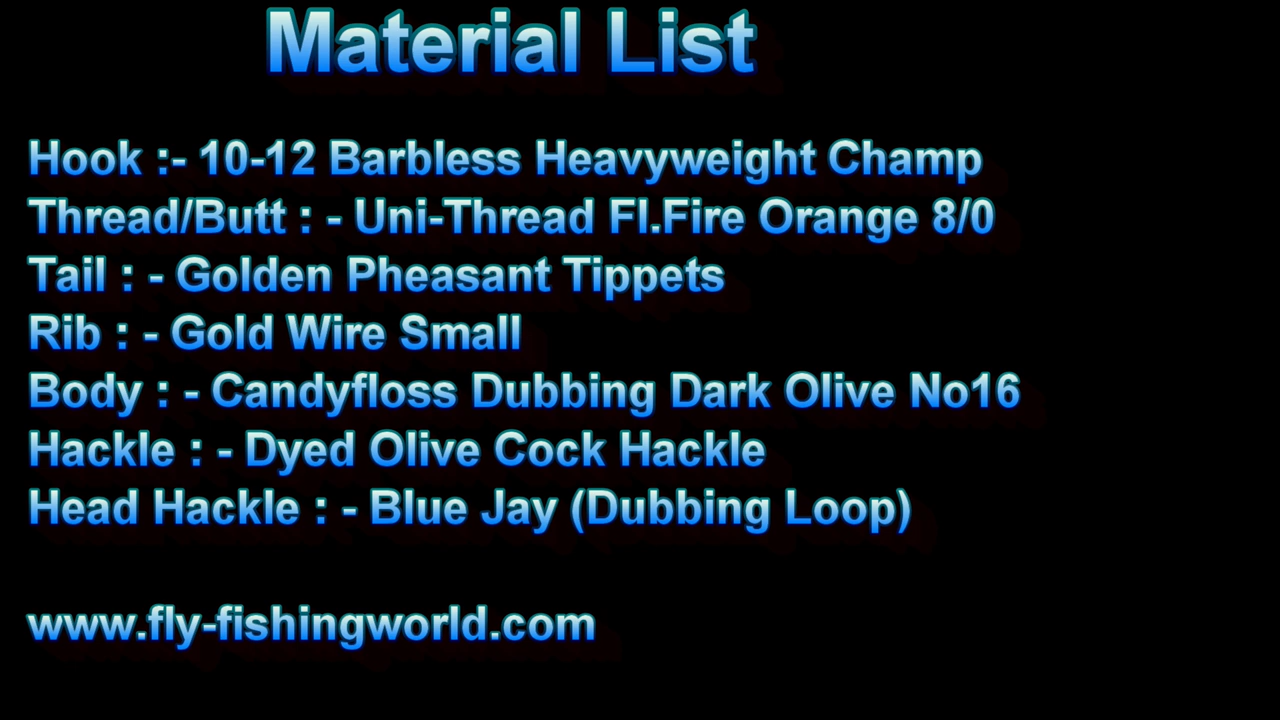 Material List
Hook :- 10-12 Barbless Heavyweight Champ
Thread/Butt : - Uni-Thread Fl.Fire Orange 8/0
Tail : - Golden Pheasant Tippets
Rib : - Gold Wire Small
Body : - Candyfloss Dubbing Dark Olive No16
Hackle : - Dyed Olive Cock Hackle
Head Hackle : - Blue Jay (Dubbing Loop)
www.fly-fishingworld.com